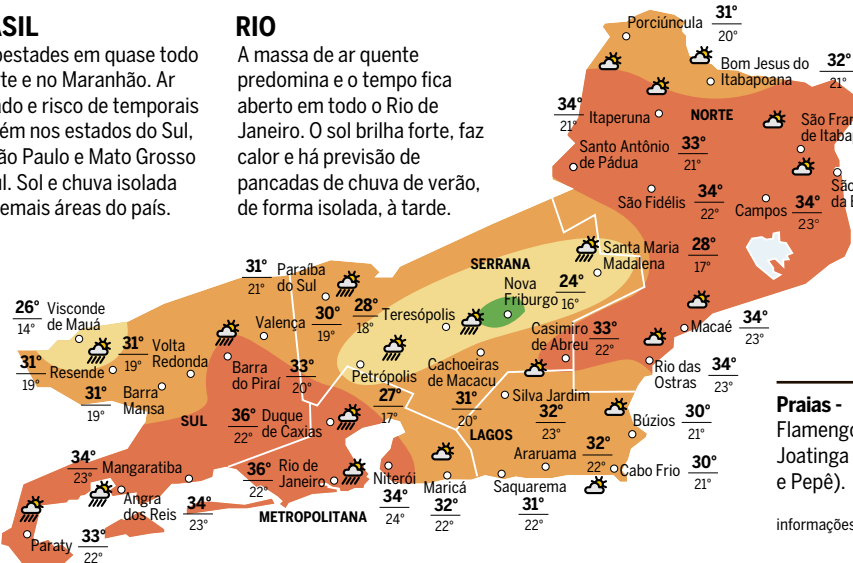 ASIL
pestades em quase todo
rte e no Maranhão. Ar
ado e risco de temporais
ém nos estados do Sul,
ão Paulo e Mato Grosso
ul. Sol e chuva isolada
emais áreas do país.
RIO
A massa de ar quente
predomina e o tempo fica
aberto em todo o Rio de
Janeiro. O sol brilha forte, faz
calor e há previsão de
pancadas de chuva de verão,
de forma isolada, à tarde.
Porciúncula
31°
20°
Bom Jesus do
Itabapoana
32°
21°
34°
21°
Itaperuna
NORTE
São Fran
de Itaba
Santo Antônio
de Pádua
33°
21°
São Fidélis
34°
22°
Campos
34°
23°
São
da B
SERRANA
Santa Maria
Madalena
28°
17°
31°
21°
Paraíba
do Sul
Nova
Friburgo
24°
16°
26°
14°
Visconde
de Mauá
Valença
30°
19°
28°
18°
Teresópolis
Casimiro
de Abreu
33°
22°
Macaé
34°
23°
31°
19°
Resende
31°
19°
Volta
Redonda
Barra
do Piraí
33°
20°
Petrópolis
27°
17°
Cachoeiras
de Macacu
31°
20°
Rio das
Ostras
34°
23°
31°
19°
Barra
Mansa
SUL
36°
22°
Duque
de Caxias
Silva Jardim
32°
23°
LAGOS
Búzios
30°
21°
Araruama
32°
22°
Cabo Frio
30°
21°
34°
23°
Mangaratiba
36°
22°
Rio de
Janeiro
Niterói
34°
24°
Maricá
32°
22°
Saquarema
31°
22°
Angra
dos Reis
34°
23°
METROPOLITANA
Paraty
33°
22°
Praias -
Flamengo
Joatinga
e Pepê).
informações